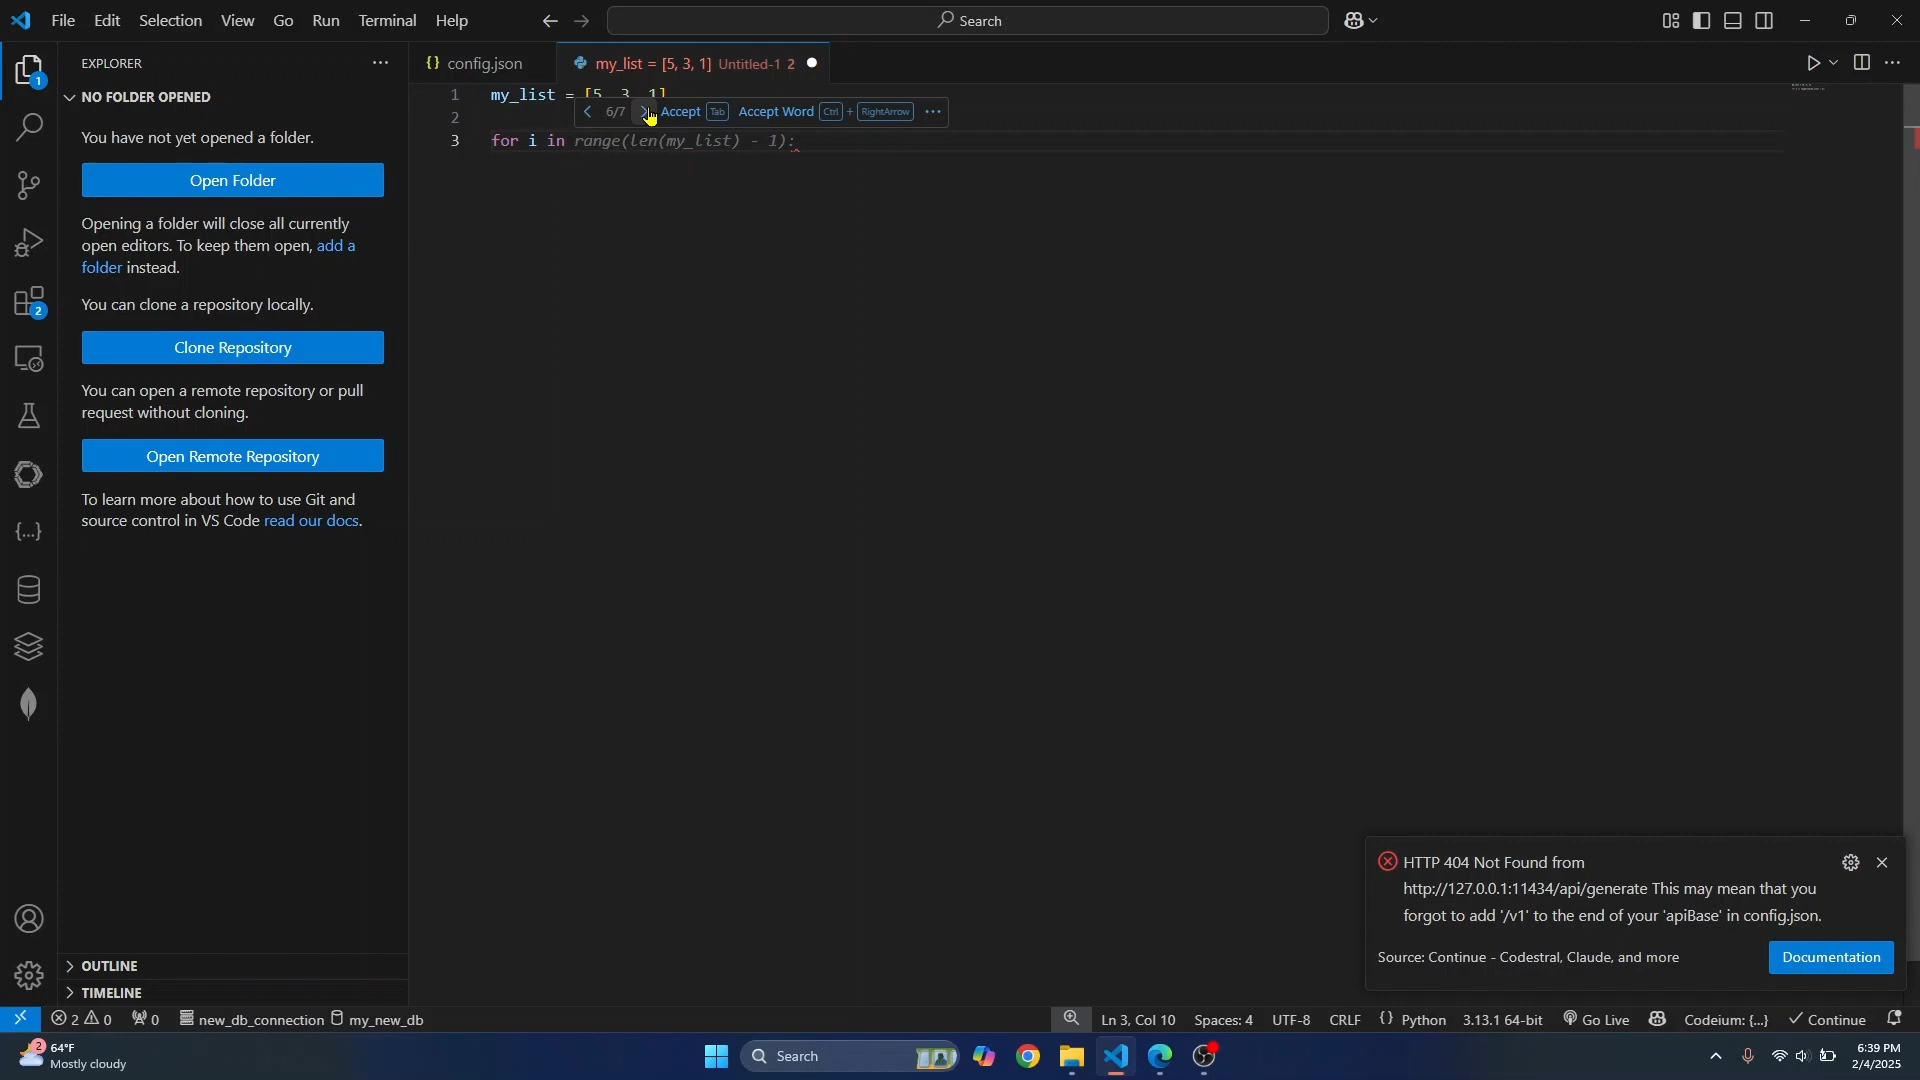 File Edit Selection View Go Run Terminal Help
Search
EXPLORER
config.json
my_list = [5, 3, 1] Untitled-1 2
NO FOLDER OPENED
You have not yet opened a folder.
Open Folder
Opening a folder will close all currently
open editors. To keep them open, add a
folder instead.
You can clone a repository locally.
Clone Repository
You can open a remote repository or pull
request without cloning.
Open Remote Repository
To learn more about how to use Git and
source control in VS Code read our docs.
OUTLINE
TIMELINE
1
2
1 my_list = [5, 3, 1]
6/7 Accept Tab Accept Word Ctrl + RightArrow
2
3 for i in range(len(my_list) - 1):
HTTP 404 Not Found from
http://127.0.0.1:11434/api/generate This may mean that you
forgot to add '/v1' to the end of your 'apiBase' in config.json.
Source: Continue - Codestral, Claude, and more
Documentation
2 0 0 new_db_connection my_new_db
Ln 3, Col 10 Spaces: 4 UTF-8 CRLF {} Python 3.13.1 64-bit Go Live Codeium: {...} Continue
2
64°F
Mostly cloudy
Search
6:39 PM
2/4/2025